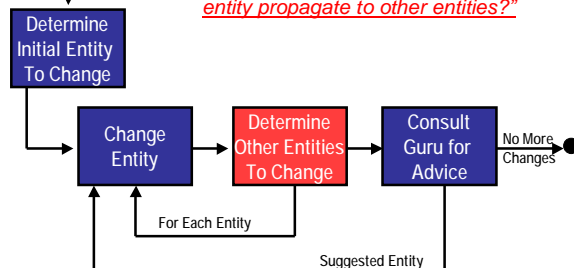 entity propagate to other entities?”
Determine
Initial Entity
To Change
Change
Entity
Determine
Other Entities
To Change
Consult
Guru for
Advice
No More
Changes
For Each Entity
Suggested Entity